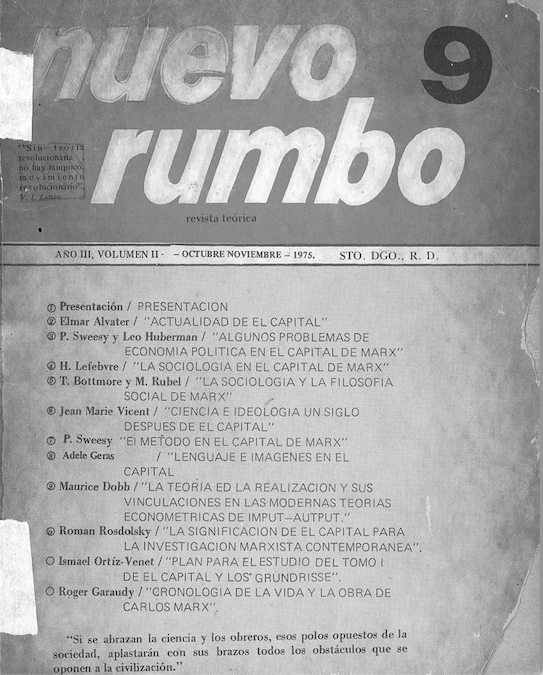 nuevo 9
rumbo
"Sin teoría
revolucionaria
no hay tampoco,
movimiento
revolucionario".
V. I. Lenin
revista teórica
AÑO III, VOLUMEN II - — OCTUBRE NOVIEMBRE — 1975. STO. DGO., R. D.
① Presentación / PRESENTACION
② Elmar Alvater / "ACTUALIDAD DE EL CAPITAL"
③ P. Sweesy y Leo Huberman / "ALGUNOS PROBLEMAS DE
ECONOMIA POLITICA EN EL CAPITAL DE MARX"
④ H. Lefebvre / "LA SOCIOLOGIA EN EL CAPITAL DE MARX"
⑤ T. Bottmore y M. Rubel / "LA SOCIOLOGIA Y LA FILOSOFIA
SOCIAL DE MARX"
⑥ Jean Marie Vicent / "CIENCIA E IDEOLOGIA UN SIGLO
DESPUES DE EL CAPITAL"
⑦ P. Sweesy "El METODO EN EL CAPITAL DE MARX"
⑧ Adele Geras / "LENGUAJE E IMAGENES EN EL
CAPITAL
⑨ Maurice Dobb / "LA TEORIA ED LA REALIZACION Y SUS
VINCULACIONES EN LAS MODERNAS TEORIAS
ECONOMETRICAS DE IMPUT—AUTPUT."
Roman Rosdolsky / "LA SIGNIFICACION DE EL CAPITAL PARA
LA INVESTIGACION MARXISTA CONTEMPORANEA".
Ismael Ortíz-Venet / "PLAN PARA EL ESTUDIO DEL TOMO I
DE EL CAPITAL Y LOS GRUNDRISSE".
Roger Garaudy / "CRONOLOGIA DE LA VIDA Y LA OBRA DE
CARLOS MARX".
"Si se abrazan la ciencia y los obreros, esos polos opuestos de la
sociedad, aplastarán con sus brazos todos los obstáculos que se
oponen a la civilización."